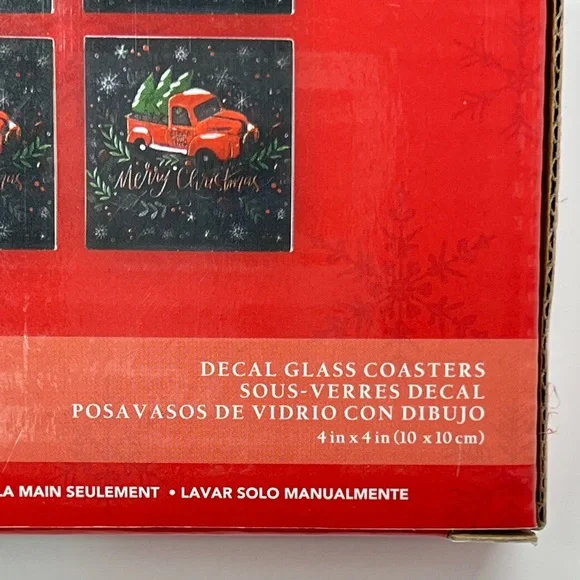 Merry Christmas
mas
DECAL GLASS COASTERS
SOUS-VERRES DECAL
POSAVASOS DE VIDRIO CON DIBUJO
4 in x 4 in (10 x 10 cm)
LA MAIN SEULEMENT • LAVAR SOLO MANUALMENTE